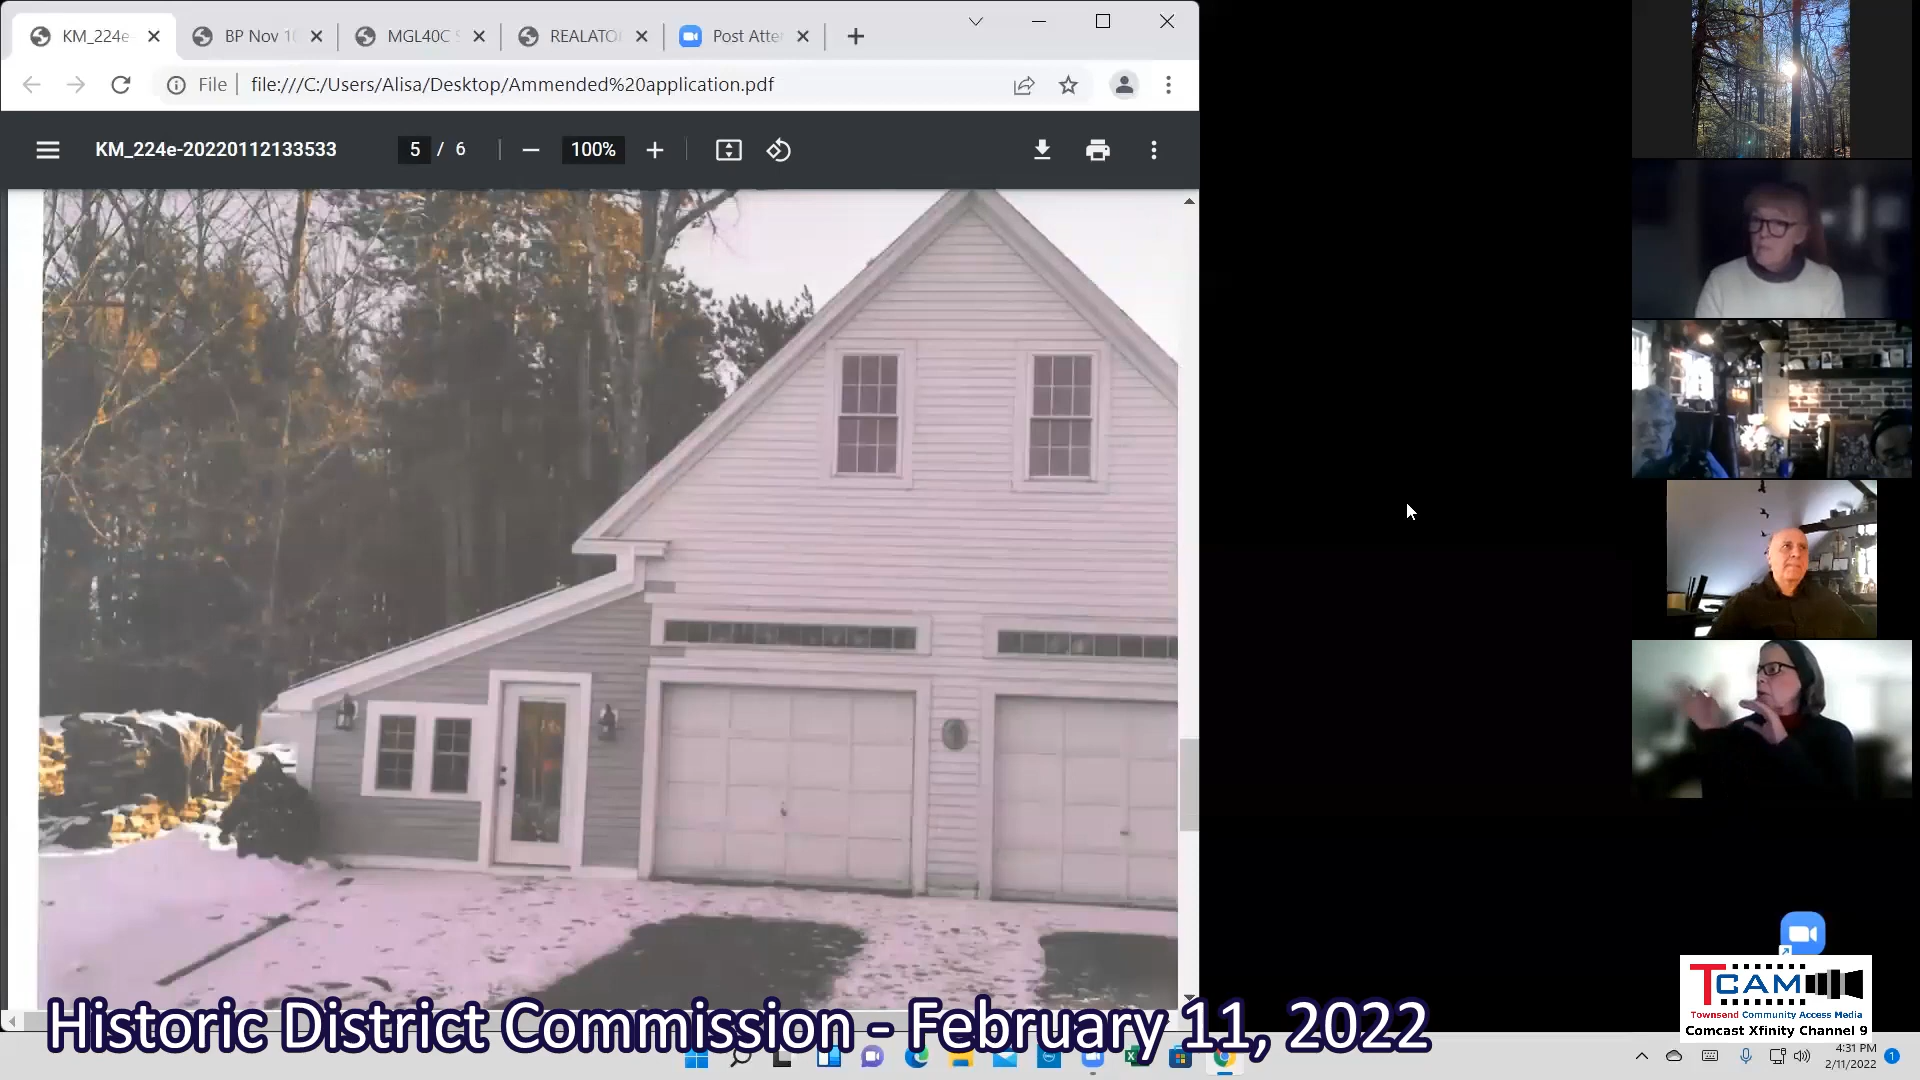 KM_224e-
BP Nov 10
MGL40C S
REALATO
Post Atte
File
file:///C:/Users/Alisa/Desktop/Ammended%20application.pdf
KM_224e-20220112133533
5 / 6
100%
Historic District Commission - February 11, 2022
TCAM
Townsend Community Access Media
Comcast Xfinity Channel 9
4:31 PM
2/11/2022
1